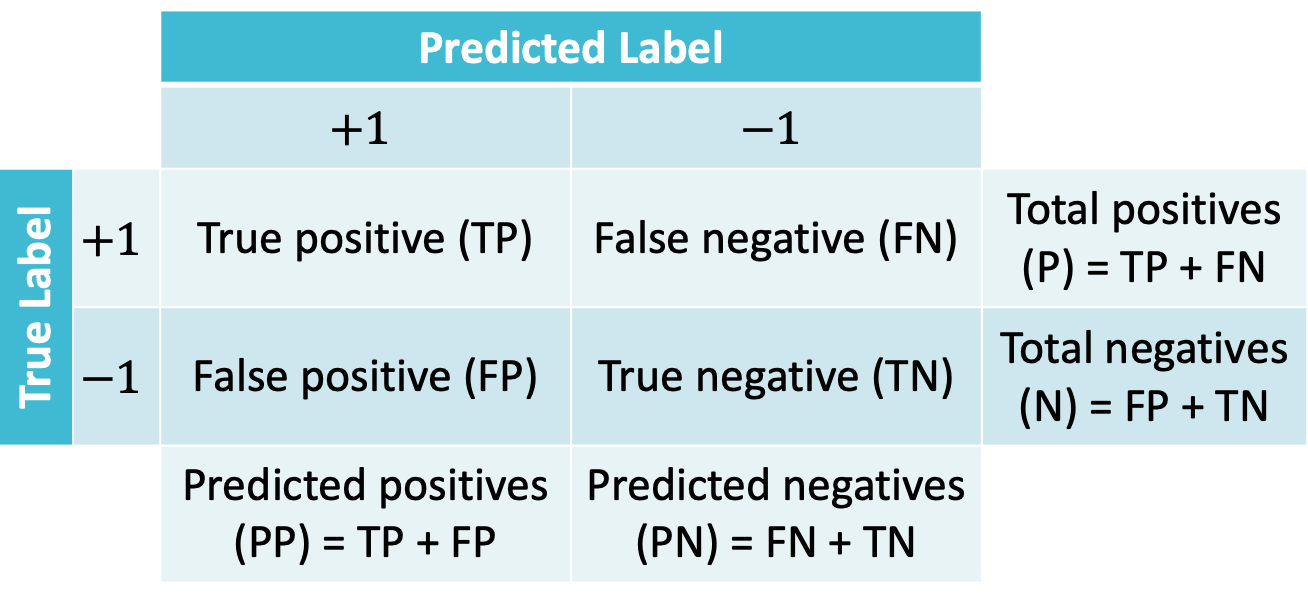 Predicted Label
+1
−1
True Label
+1
True positive (TP)
False negative (FN)
Total positives
(P) = TP + FN
−1
False positive (FP)
True negative (TN)
Total negatives
(N) = FP + TN
Predicted positives
(PP) = TP + FP
Predicted negatives
(PN) = FN + TN